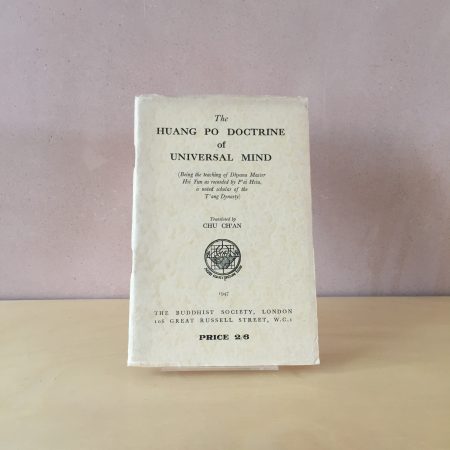 The
HUANG PO DOCTRINE
of
UNIVERSAL MIND
(Being the teaching of Dhyana Master
Hsi Yun as recorded by P'ei Hsiu,
a noted scholar of the
T'ang Dynasty)
Translated by
CHU CH'AN
1947
THE BUDDHIST SOCIETY, LONDON
106 GREAT RUSSELL STREET, W.C.1
PRICE 2/6